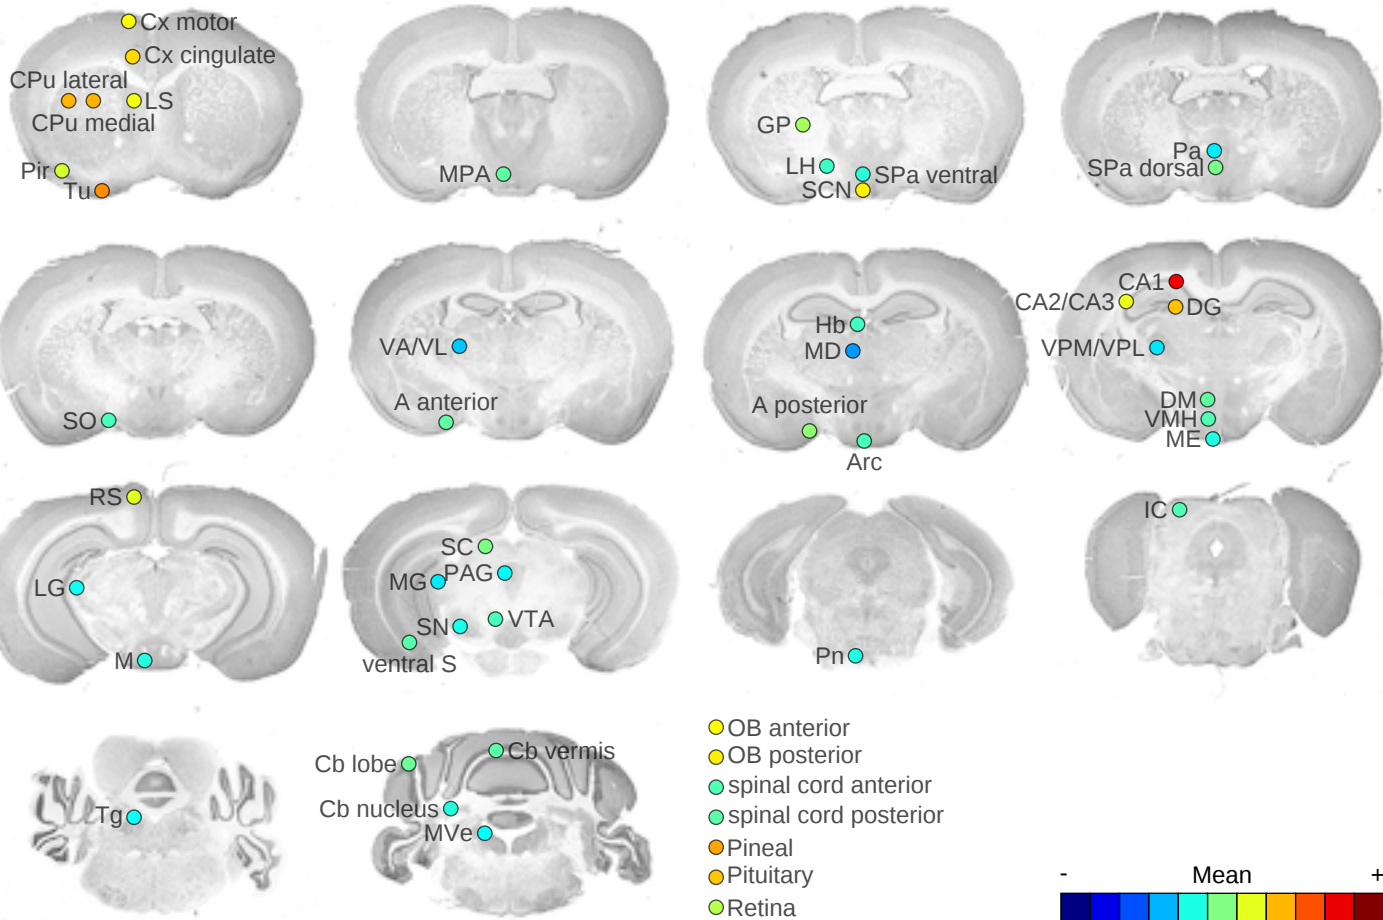 Cx motor
Cx cingulate
CPu lateral
LS
CPu medial
Pir
Tu
MPA
GP
LH
SPa ventral
SCN
Pa
SPa dorsal
SO
VA/VL
A anterior
Hb
MD
A posterior
Arc
CA1
CA2/CA3
DG
VPM/VPL
DM
VMH
ME
RS
LG
M
SC
MG
PAG
SN
VTA
ventral S
Pn
IC
Tg
Cb lobe
Cb vermis
Cb nucleus
MVe
OB anterior
OB posterior
spinal cord anterior
spinal cord posterior
Pineal
Pituitary
Retina
- Mean +